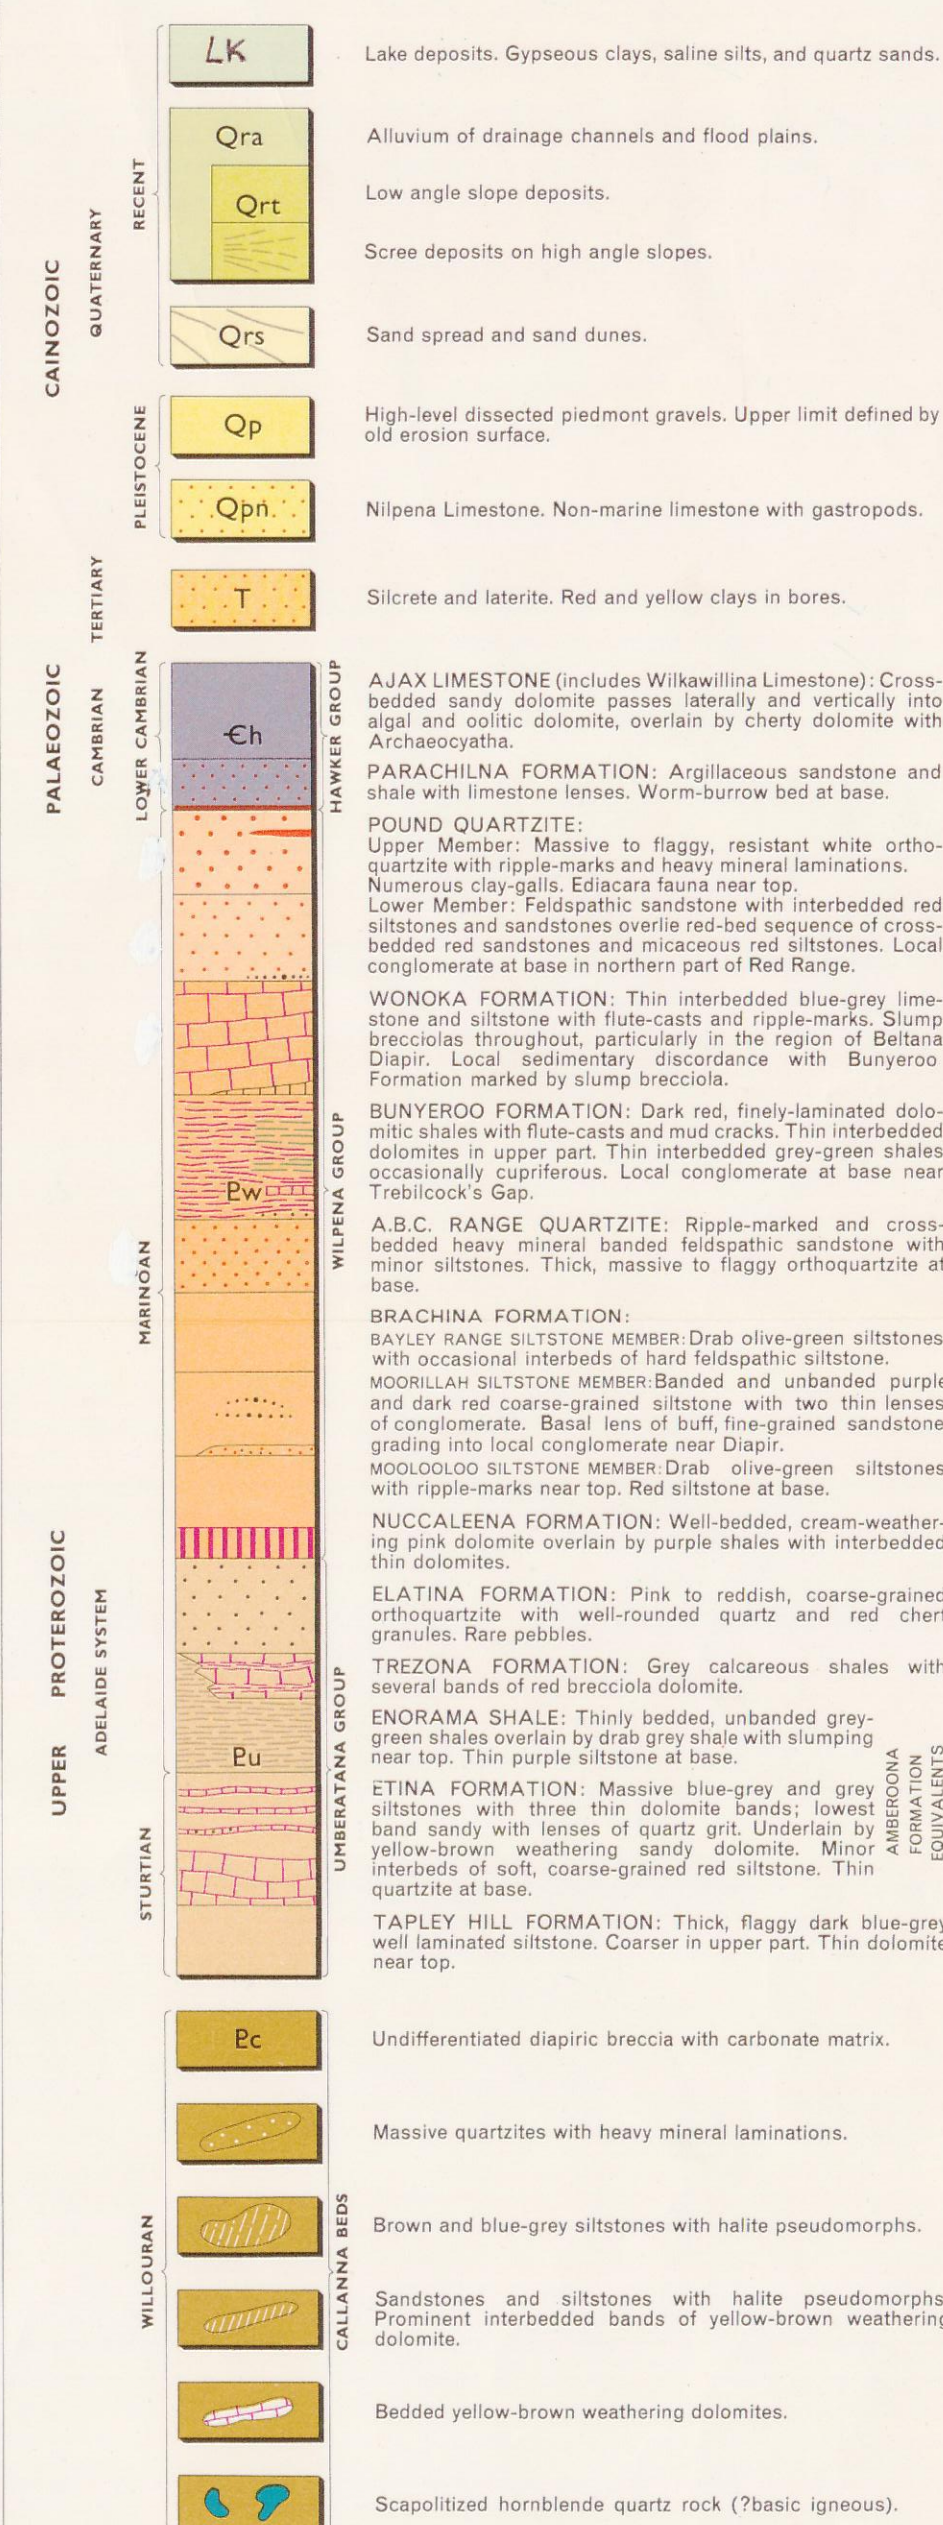 LK
Lake deposits. Gypseous clays, saline silts, and quartz sands.
Qra
Alluvium of drainage channels and flood plains.
Qrt
Low angle slope deposits.
Scree deposits on high angle slopes.
Qrs
Sand spread and sand dunes.
RECENT
QUATERNARY
CAINOZOIC
Qp
High-level dissected piedmont gravels. Upper limit defined by
old erosion surface.
Qpn
Nilpena Limestone. Non-marine limestone with gastropods.
PLEISTOCENE
T
Silcrete and laterite. Red and yellow clays in bores.
TERTIARY
PALAEOZOIC
CAMBRIAN
LOWER CAMBRIAN
HAWKER GROUP
Єh
AJAX LIMESTONE (includes Wilkawillina Limestone): Cross-
bedded sandy dolomite passes laterally and vertically into
algal and oolitic dolomite, overlain by cherty dolomite with
Archaeocyatha.
PARACHILNA FORMATION: Argillaceous sandstone and
shale with limestone lenses. Worm-burrow bed at base.
POUND QUARTZITE:
Upper Member: Massive to flaggy, resistant white ortho-
quartzite with ripple-marks and heavy mineral laminations.
Numerous clay-galls. Ediacara fauna near top.
Lower Member: Feldspathic sandstone with interbedded red
siltstones and sandstones overlie red-bed sequence of cross-
bedded red sandstones and micaceous red siltstones. Local
conglomerate at base in northern part of Red Range.
WONOKA FORMATION: Thin interbedded blue-grey lime-
stone and siltstone with flute-casts and ripple-marks. Slump
brecciolas throughout, particularly in the region of Beltana
Diapir. Local sedimentary discordance with Bunyeroo
Formation marked by slump brecciola.
BUNYEROO FORMATION: Dark red, finely-laminated dolo-
mitic shales with flute-casts and mud cracks. Thin interbedded
dolomites in upper part. Thin interbedded grey-green shales
occasionally cupriferous. Local conglomerate at base near
Trebilcock's Gap.
Pw
WILPENA GROUP
A.B.C. RANGE QUARTZITE: Ripple-marked and cross-
bedded heavy mineral banded feldspathic sandstone with
minor siltstones. Thick, massive to flaggy orthoquartzite at
base.
MARINOAN
BRACHINA FORMATION:
BAYLEY RANGE SILTSTONE MEMBER: Drab olive-green siltstones
with occasional interbeds of hard feldspathic siltstone.
MOORILLAH SILTSTONE MEMBER: Banded and unbanded purple
and dark red coarse-grained siltstone with two thin lenses
of conglomerate. Basal lens of buff, fine-grained sandstone
grading into local conglomerate near Diapir.
MOOLOOLOO SILTSTONE MEMBER: Drab olive-green siltstones
with ripple-marks near top. Red siltstone at base.
NUCCALEENA FORMATION: Well-bedded, cream-weather-
ing pink dolomite overlain by purple shales with interbedded
thin dolomites.
ELATINA FORMATION: Pink to reddish, coarse-grained
orthoquartzite with well-rounded quartz and red chert
granules. Rare pebbles.
TREZONA FORMATION: Grey calcareous shales with
several bands of red brecciola dolomite.
ENORAMA SHALE: Thinly bedded, unbanded grey-
green shales overlain by drab grey shale with slumping
near top. Thin purple siltstone at base.
Pu
UMBERATANA GROUP
UPPER PROTEROZOIC
ADELAIDE SYSTEM
ETINA FORMATION: Massive blue-grey and grey
siltstones with three thin dolomite bands; lowest
band sandy with lenses of quartz grit. Underlain by
yellow-brown weathering sandy dolomite. Minor
interbeds of soft, coarse-grained red siltstone. Thin
quartzite at base.
AMBEROONA
FORMATION
EQUIVALENTS
STURTIAN
TAPLEY HILL FORMATION: Thick, flaggy dark blue-grey
well laminated siltstone. Coarser in upper part. Thin dolomite
near top.
Pc
Undifferentiated diapiric breccia with carbonate matrix.
Massive quartzites with heavy mineral laminations.
Brown and blue-grey siltstones with halite pseudomorphs.
WILLOURAN
CALLANNA BEDS
Sandstones and siltstones with halite pseudomorphs
Prominent interbedded bands of yellow-brown weathering
dolomite.
Bedded yellow-brown weathering dolomites.
Scapolitized hornblende quartz rock (?basic igneous).